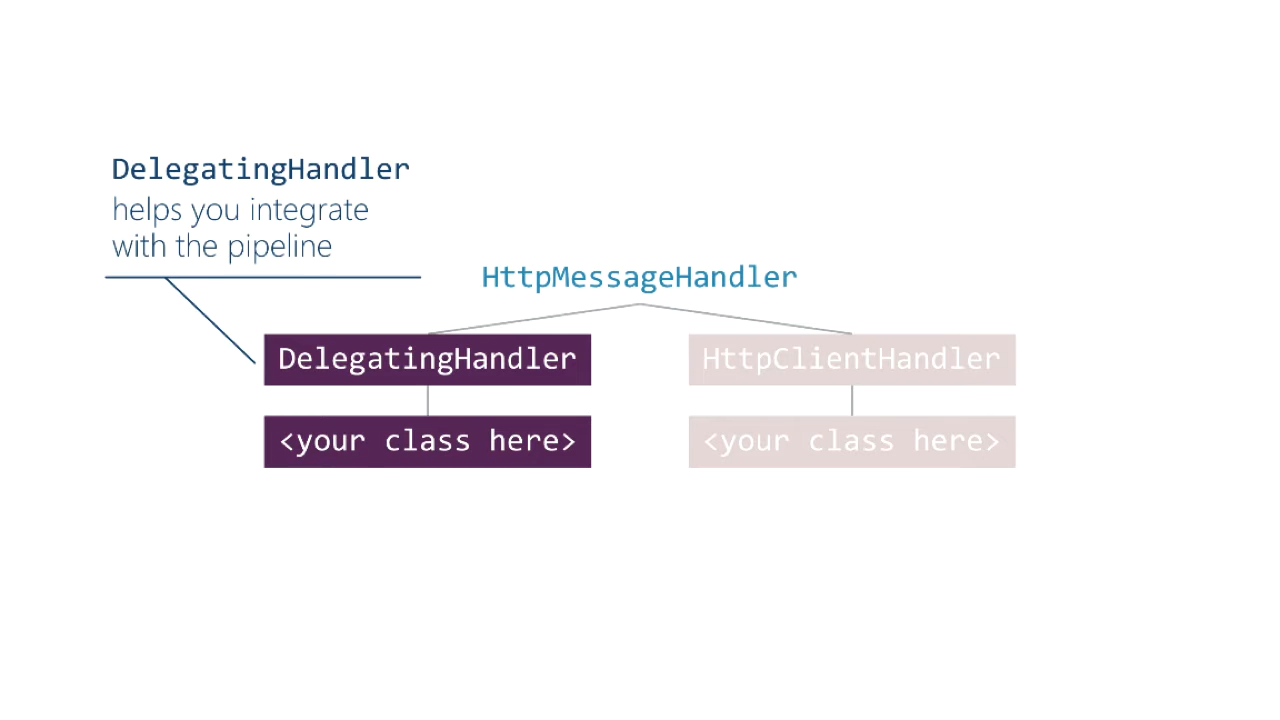 DelegatingHandler
helps you integrate
with the pipeline
HttpMessageHandler
DelegatingHandler
HttpClientHandler
<your class here>
<your class here>